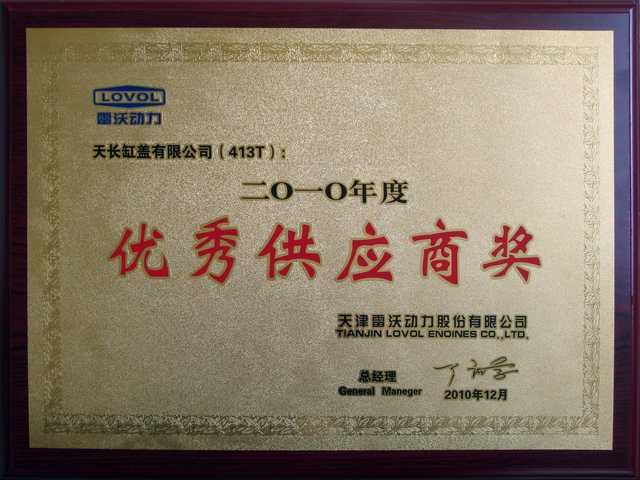 LOVOL
雷沃动力
天长缸盖有限公司（413T）：
二O一O年度
优秀供应商奖
天津雷沃动力股份有限公司
TIANJIN LOVOL ENGINES CO.,LTD.
总经理
General Maneger
2010年12月